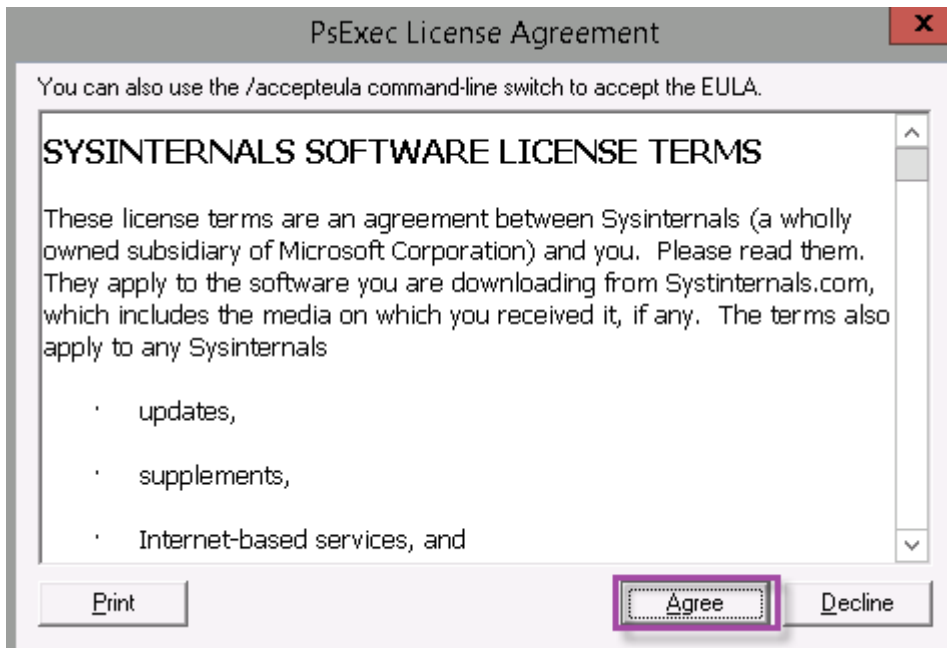 PsExec License Agreement
x
You can also use the /accepteula command-line switch to accept the EULA.
SYSINTERNALS SOFTWARE LICENSE TERMS
These license terms are an agreement between Sysinternals (a wholly
owned subsidiary of Microsoft Corporation) and you.  Please read them.
They apply to the software you are downloading from Systinternals.com,
which includes the media on which you received it, if any.  The terms also
apply to any Sysinternals
· updates,
· supplements,
· Internet-based services, and
Print Agree Decline